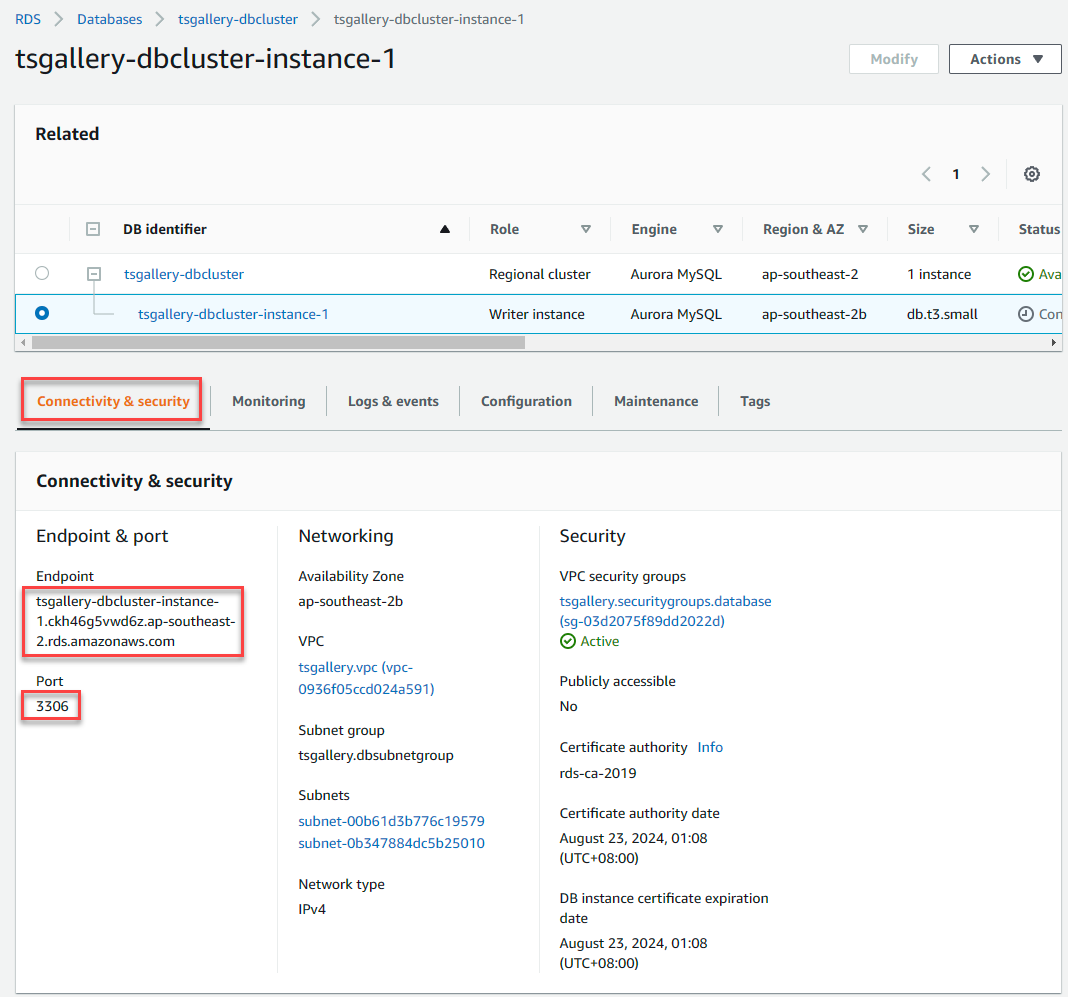 RDS > Databases > tsgallery-dbcluster > tsgallery-dbcluster-instance-1
tsgallery-dbcluster-instance-1
Modify
Actions
Related
1
DB identifier Role Engine Region & AZ Size Status
tsgallery-dbcluster Regional cluster Aurora MySQL ap-southeast-2 1 instance Ava
tsgallery-dbcluster-instance-1 Writer instance Aurora MySQL ap-southeast-2b db.t3.small Con
Connectivity & security Monitoring Logs & events Configuration Maintenance Tags
Connectivity & security
Endpoint & port
Endpoint
tsgallery-dbcluster-instance-
1.ckh46g5vwd6z.ap-southeast-
2.rds.amazonaws.com
Port
3306
Networking
Availability Zone
ap-southeast-2b
VPC
tsgallery.vpc (vpc-
0936f05ccd024a591)
Subnet group
tsgallery.dbsubnetgroup
Subnets
subnet-00b61d3b776c19579
subnet-0b347884dc5b25010
Network type
IPv4
Security
VPC security groups
tsgallery.securitygroups.database
(sg-03d2075f89dd2022d)
Active
Publicly accessible
No
Certificate authority Info
rds-ca-2019
Certificate authority date
August 23, 2024, 01:08
(UTC+08:00)
DB instance certificate expiration
date
August 23, 2024, 01:08
(UTC+08:00)